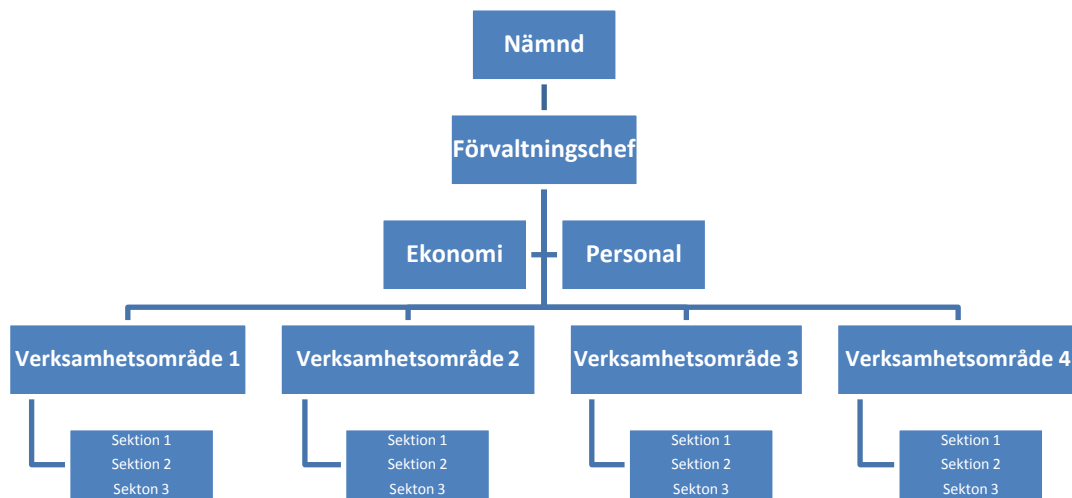 Nämnd
Förvaltningschef
Ekonomi
Personal
Verksamhetsområde 1
Verksamhetsområde 2
Verksamhetsområde 3
Verksamhetsområde 4
Sektion 1
Sektion 2
Sekton 3
Sektion 1
Sektion 2
Sekton 3
Sektion 1
Sektion 2
Sekton 3
Sektion 1
Sektion 2
Sekton 3